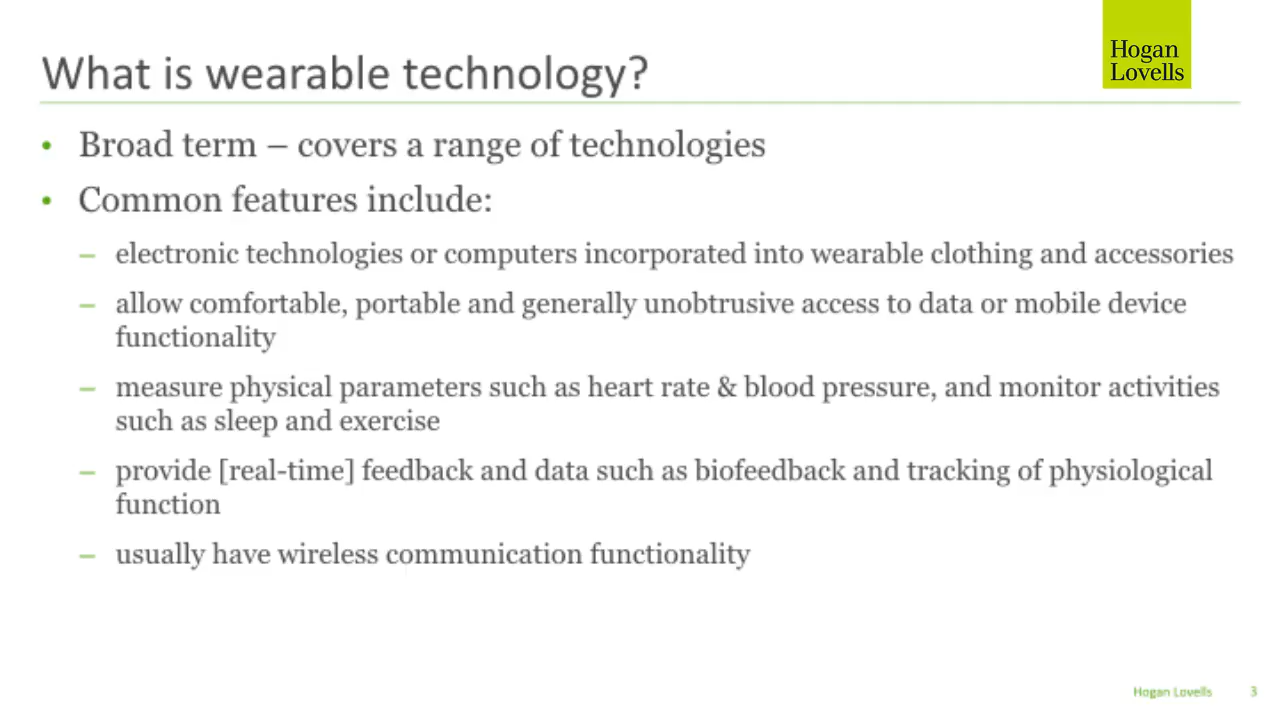 What is wearable technology?
Hogan
Lovells
• Broad term – covers a range of technologies
• Common features include:
– electronic technologies or computers incorporated into wearable clothing and accessories
– allow comfortable, portable and generally unobtrusive access to data or mobile device
functionality
– measure physical parameters such as heart rate & blood pressure, and monitor activities
such as sleep and exercise
– provide [real-time] feedback and data such as biofeedback and tracking of physiological
function
– usually have wireless communication functionality
Hogan Lovells 3